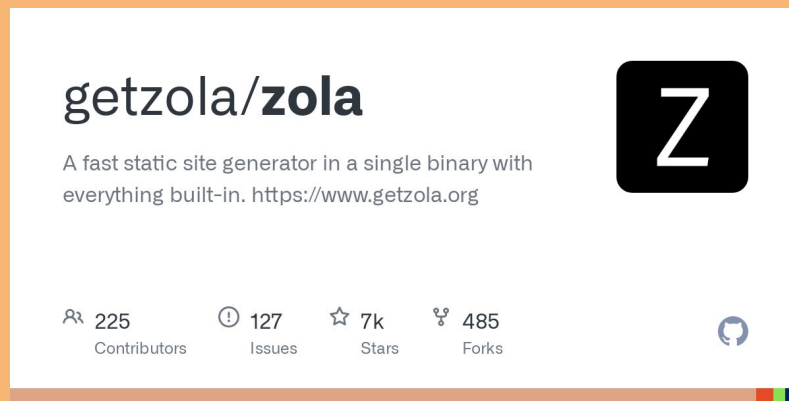 getzola/zola
Z
A fast static site generator in a single binary with
everything built-in. https://www.getzola.org
225
Contributors
127
Issues
7k
Stars
485
Forks